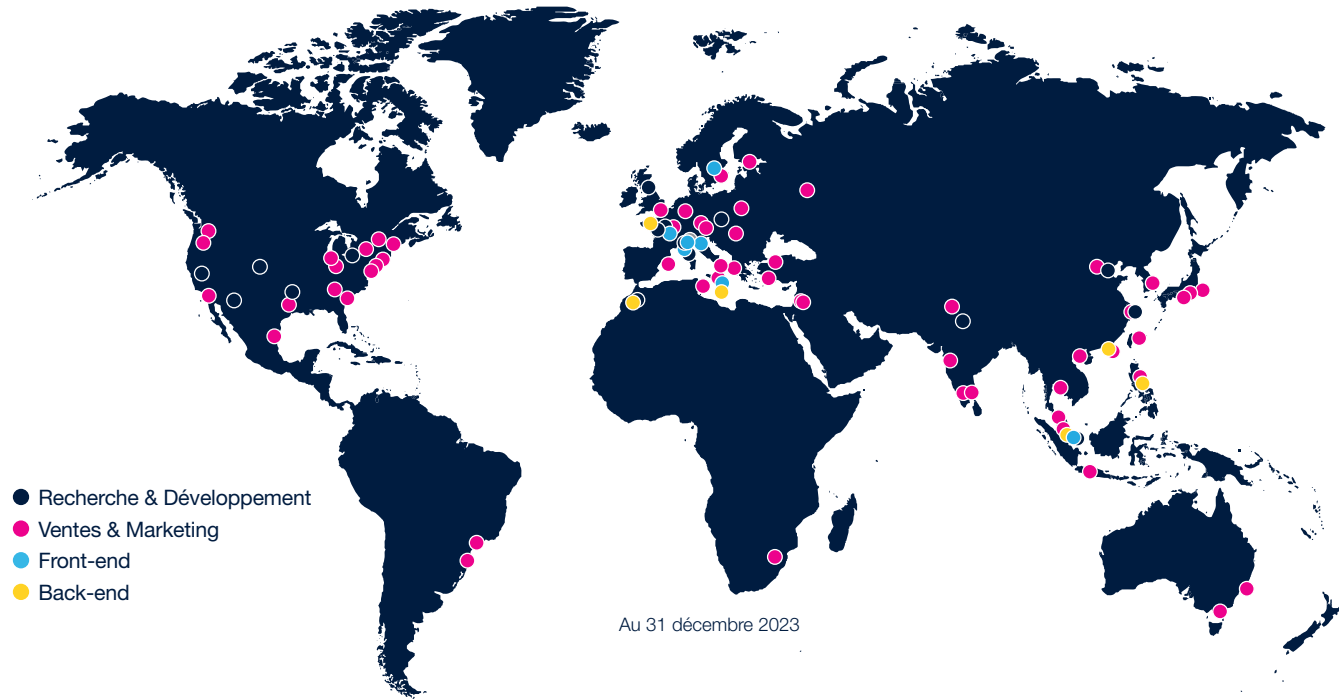 Recherche & Développement
Ventes & Marketing
Front-end
Back-end
Au 31 décembre 2023